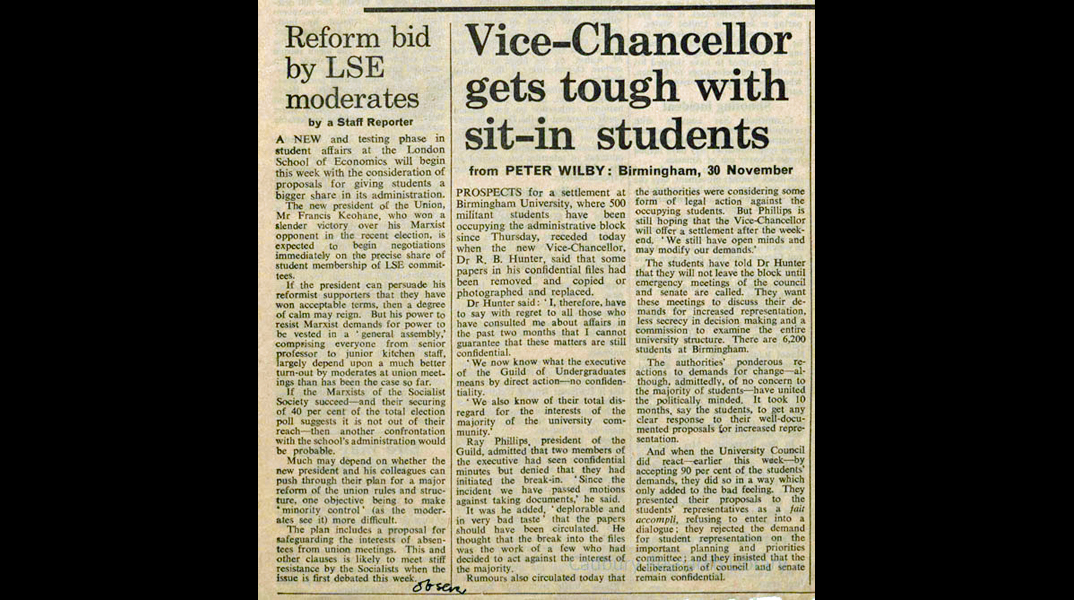 Reform bid
by LSE
moderates
by a Staff Reporter
A NEW and testing phase in
student affairs at the London
School of Economics will begin
this week with the consideration of
proposals for giving students a
bigger share in its administration.
The new president of the Union,
Mr Francis Keohane, who won a
slender victory over his Marxist
opponent in the recent election, is
expected to begin negotiations
immediately on the precise share of
student membership of LSE commit-
tees.
If the president can persuade his
reformist supporters that they have
won acceptable terms, then a degree
of calm may reign. But his power to
resist Marxist demands for power to
be vested in a ‘ general assembly,’
comprising everyone from senior
professor to junior kitchen staff,
largely depend upon a much better
turn-out by moderates at union meet-
ings than has been the case so far.
If the Marxists of the Socialist
Society succeed—and their securing
of 40 per cent of the total election
poll suggests it is not out of their
reach—then another confrontation
with the school's administration would
be probable.
Much may depend on whether the
new president and his colleagues can
push through their plan for a major
reform of the union rules and struc-
ture, one objective being to make
‘ minority control ’ (as the moder-
ates see it) more difficult.
The plan includes a proposal for
safeguarding the interests of absen-
tees from union meetings. This and
other clauses is likely to meet stiff
resistance by the Socialists when the
issue is first debated this week.
Vice-Chancellor
gets tough with
sit-in students
from PETER WILBY: Birmingham, 30 November
PROSPECTS for a settlement at
Birmingham University, where 500
militant students have been
occupying the administrative block
since Thursday, receded today
when the new Vice-Chancellor,
Dr R. B. Hunter, said that some
papers in his confidential files had
been removed and copied or
photographed and replaced.
Dr Hunter said: ‘ I, therefore, have
to say with regret to all those who
have consulted me about affairs in
the past two months that I cannot
guarantee that these matters are still
confidential.
‘ We now know what the executive
of the Guild of Undergraduates
means by direct action—no confiden-
tiality.
‘ We also know of their total dis-
regard for the interests of the
majority of the university com-
munity.’
Ray Phillips, president of the
Guild, admitted that two members of
the executive had seen confidential
minutes but denied that they had
initiated the break-in. ‘ Since the
incident we have passed motions
against taking documents,’ he said.
It was he added, ‘ deplorable and
in very bad taste ’ that the papers
should have been circulated. He
thought that the break into the files
was the work of a few who had
decided to act against the interest of
the majority.
Rumours also circulated today that
the authorities were considering some
form of legal action against the
occupying students. But Phillips is
still hoping that the Vice-Chancellor
will offer a settlement after the week-
end. ‘ We still have open minds and
may modify our demands.’
The students have told Dr Hunter
that they will not leave the block until
emergency meetings of the council
and senate are called. They want
these meetings to discuss their de-
mands for increased representation,
less secrecy in decision making and a
commission to examine the entire
university structure. There are 6,200
students at Birmingham.
The authorities' ponderous re-
actions to demands for change—al-
though, admittedly, of no concern to
the majority of students—have united
the politically minded. It took 10
months, say the students, to get any
clear response to their well-docu-
mented proposals for increased repre-
sentation.
And when the University Council
did react—earlier this week—by
accepting 90 per cent of the students'
demands, they did so in a way which
only added to the bad feeling. They
presented their proposals to the
students' representatives as a fait
accompli, refusing to enter into a
dialogue; they rejected the demand
for student representation on the
important planning and priorities
committee; and they insisted that the
deliberations of council and senate
remain confidential.